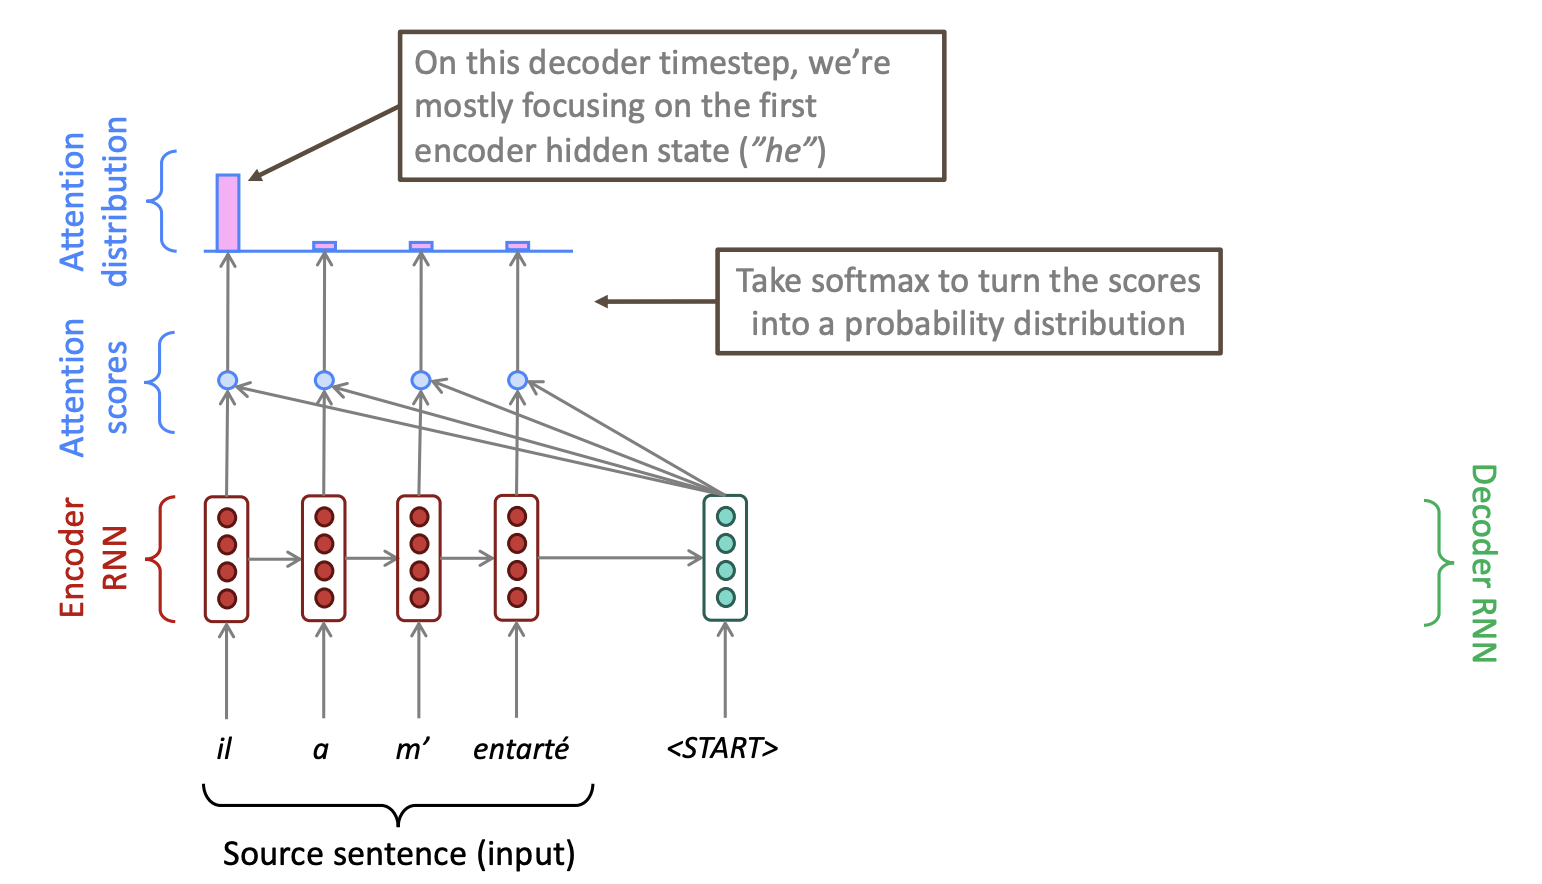 On this decoder timestep, we’re
mostly focusing on the first
encoder hidden state (”he”)
Attention
distribution
Take softmax to turn the scores
into a probability distribution
Attention
scores
Encoder
RNN
Decoder RNN
il a m’ entarté <START>
Source sentence (input)